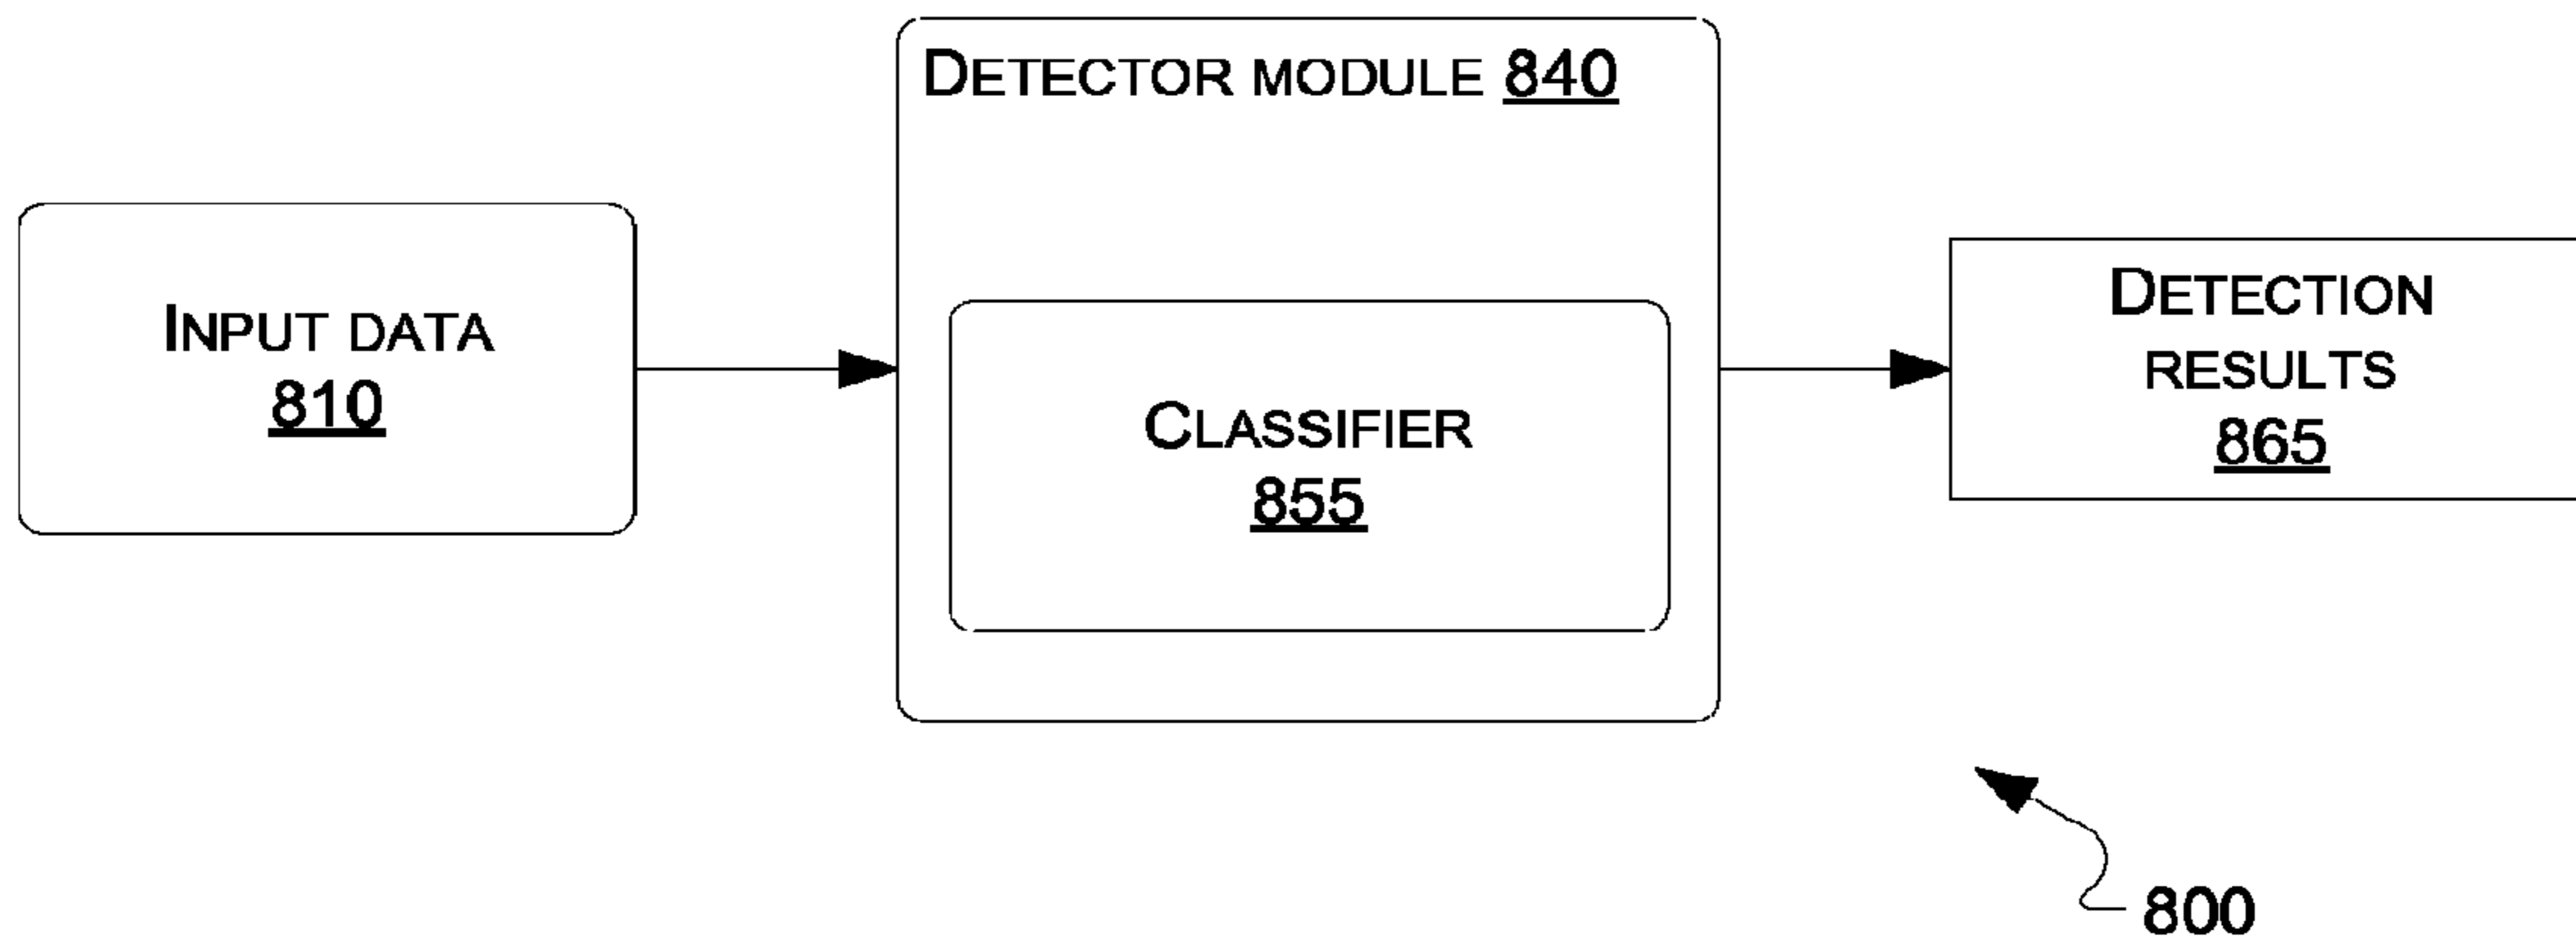 DETECTOR MODULE 840
INPUT DATA
810
CLASSIFIER
855
DETECTION
RESULTS
865
800